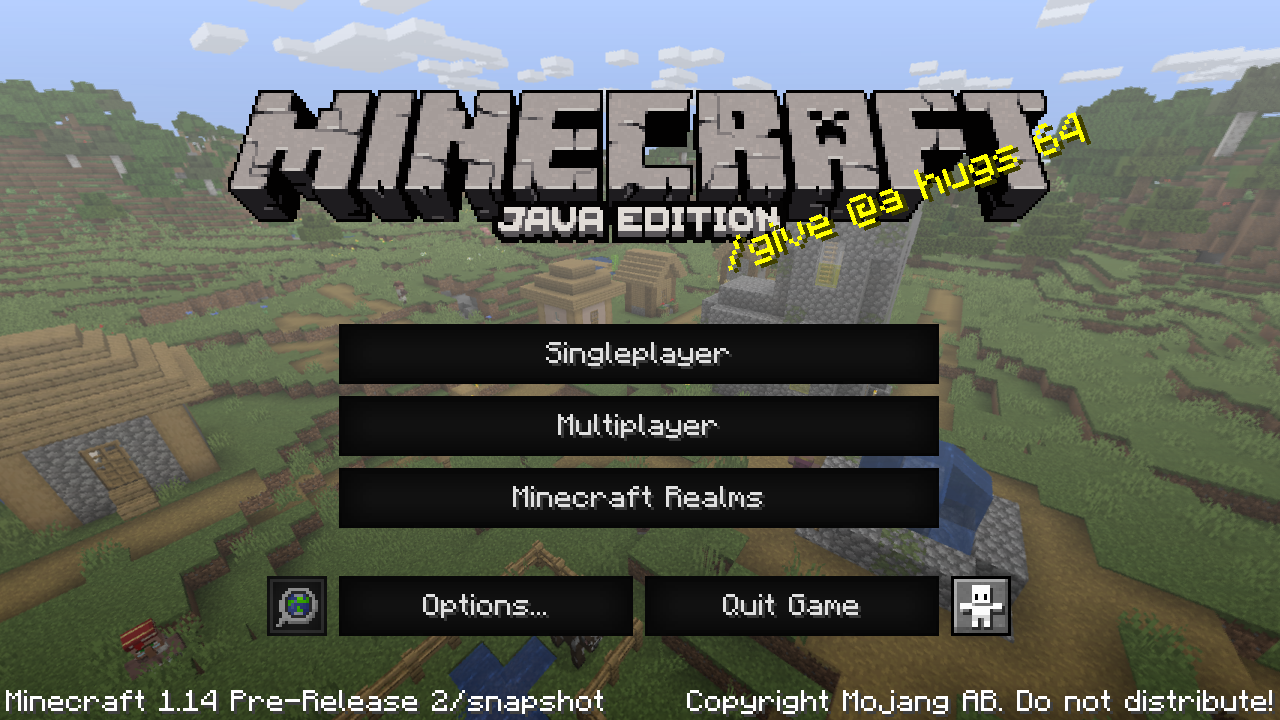 MINECRAFT
JAVA EDITION
/give @a hugs 64
Singleplayer
Multiplayer
Minecraft Realms
Options...
Quit Game
Minecraft 1.14 Pre-Release 2/snapshot
Copyright Mojang AB. Do not distribute!